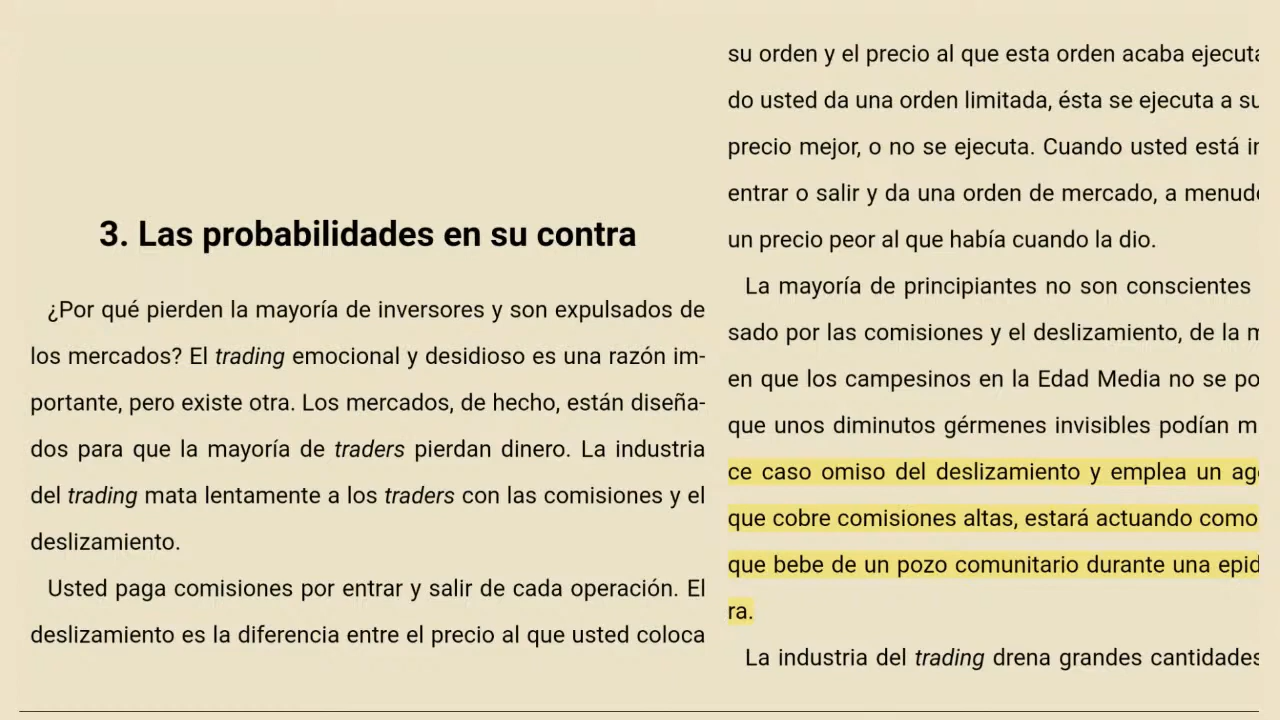 3. Las probabilidades en su contra
¿Por qué pierden la mayoría de inversores y son expulsados de
los mercados? El trading emocional y desidioso es una razón im-
portante, pero existe otra. Los mercados, de hecho, están diseña-
dos para que la mayoría de traders pierdan dinero. La industria
del trading mata lentamente a los traders con las comisiones y el
deslizamiento.
Usted paga comisiones por entrar y salir de cada operación. El
deslizamiento es la diferencia entre el precio al que usted coloca
su orden y el precio al que esta orden acaba
do usted da una orden limitada, ésta se ejecuta a
precio mejor, o no se ejecuta. Cuando usted está
entrar o salir y da una orden de mercado, a
un precio peor al que había cuando la dio.
La mayoría de principiantes no son conscientes
sado por las comisiones y el deslizamiento, de la
en que los campesinos en la Edad Media no se
que unos diminutos gérmenes invisibles podían
ce caso omiso del deslizamiento y emplea un
que cobre comisiones altas, estará actuando como
que bebe de un pozo comunitario durante una
ra.
La industria del trading drena grandes cantidades